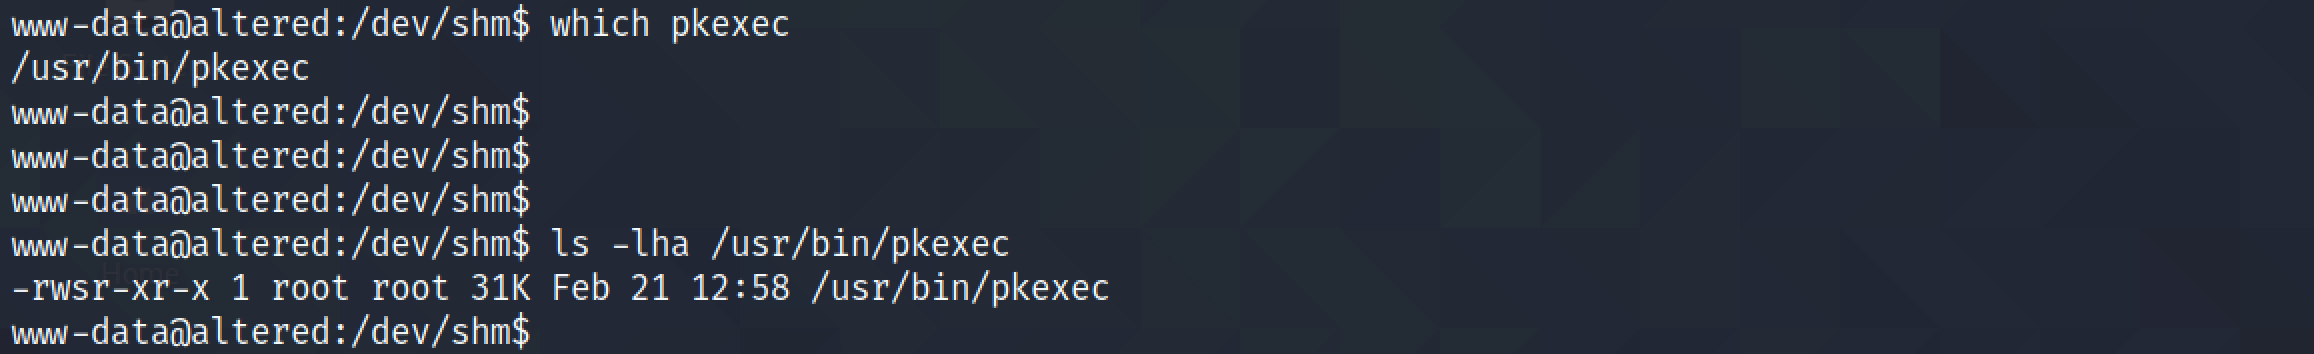 www-data@altered:/dev/shm$ which pkexec
/usr/bin/pkexec
www-data@altered:/dev/shm$
www-data@altered:/dev/shm$
www-data@altered:/dev/shm$
www-data@altered:/dev/shm$ ls -lha /usr/bin/pkexec
Home
-rwsr-xr-x 1 root root 31K Feb 21 12:58 /usr/bin/pkexec
www-data@altered:/dev/shm$